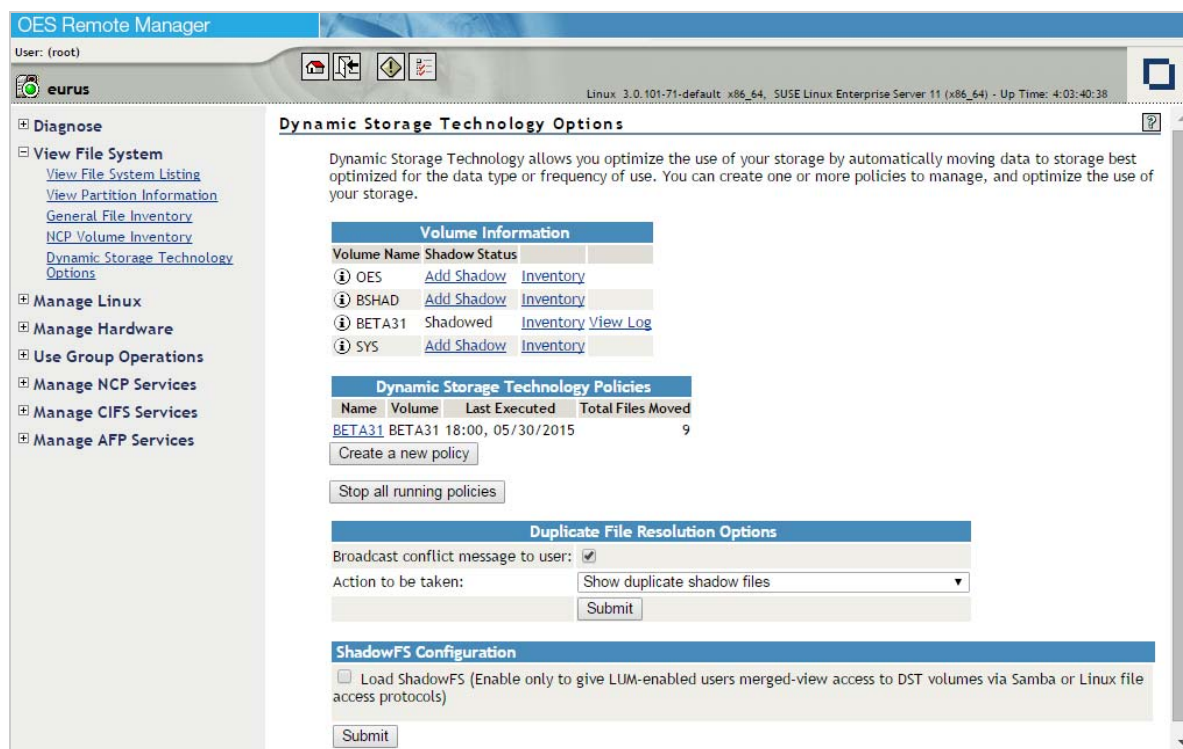 OES Remote Manager
User: (root)
eurus
Linux 3.0.101-71-default x86_64, SUSE Linux Enterprise Server 11 (x86_64) - Up Time: 4:03:40:38
Diagnose
View File System
View File System Listing
View Partition Information
General File Inventory
NCP Volume Inventory
Dynamic Storage Technology
Options
Manage Linux
Manage Hardware
Use Group Operations
Manage NCP Services
Manage CIFS Services
Manage AFP Services
Dynamic Storage Technology Options
?
Dynamic Storage Technology allows you optimize the use of your storage by automatically moving data to storage best
optimized for the data type or frequency of use. You can create one or more policies to manage, and optimize the use of
your storage.
Volume Information
Volume Name Shadow Status
i OES Add Shadow Inventory
i BSHAD Add Shadow Inventory
i BETA31 Shadowed Inventory View Log
i SYS Add Shadow Inventory
Dynamic Storage Technology Policies
Name Volume Last Executed Total Files Moved
BETA31 BETA31 18:00, 05/30/2015 9
Create a new policy
Stop all running policies
Duplicate File Resolution Options
Broadcast conflict message to user:
Action to be taken: Show duplicate shadow files
Submit
ShadowFS Configuration
Load ShadowFS (Enable only to give LUM-enabled users merged-view access to DST volumes via Samba or Linux file
access protocols)
Submit